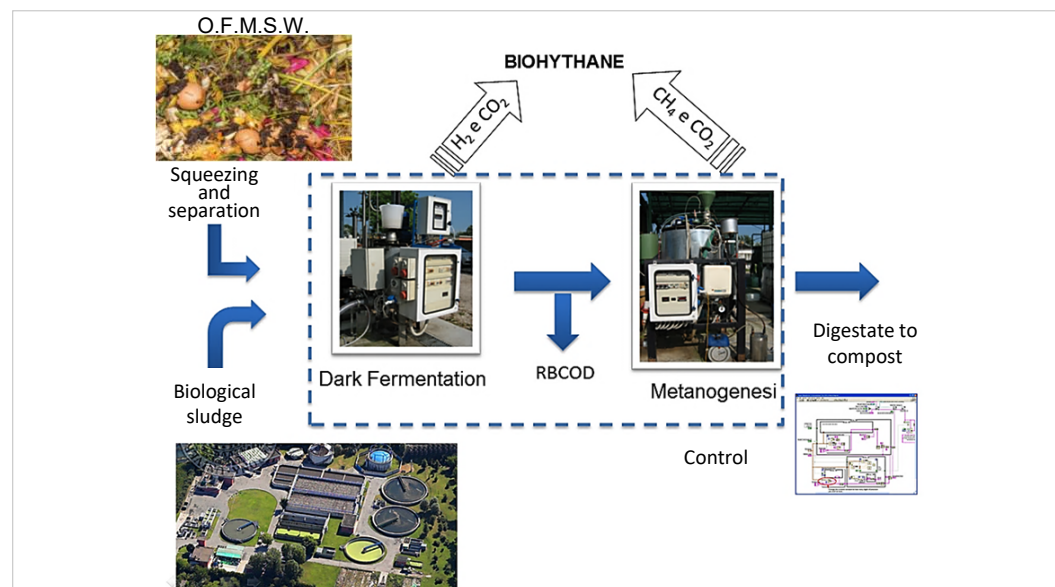 O.F.M.S.W.
BIOHYTHANE
H₂ e CO₂
CH₄ e CO₂
Squeezing
and
separation
Dark Fermentation
RBCOD
Metanogenesi
Digestate to
compost
Biological
sludge
Control